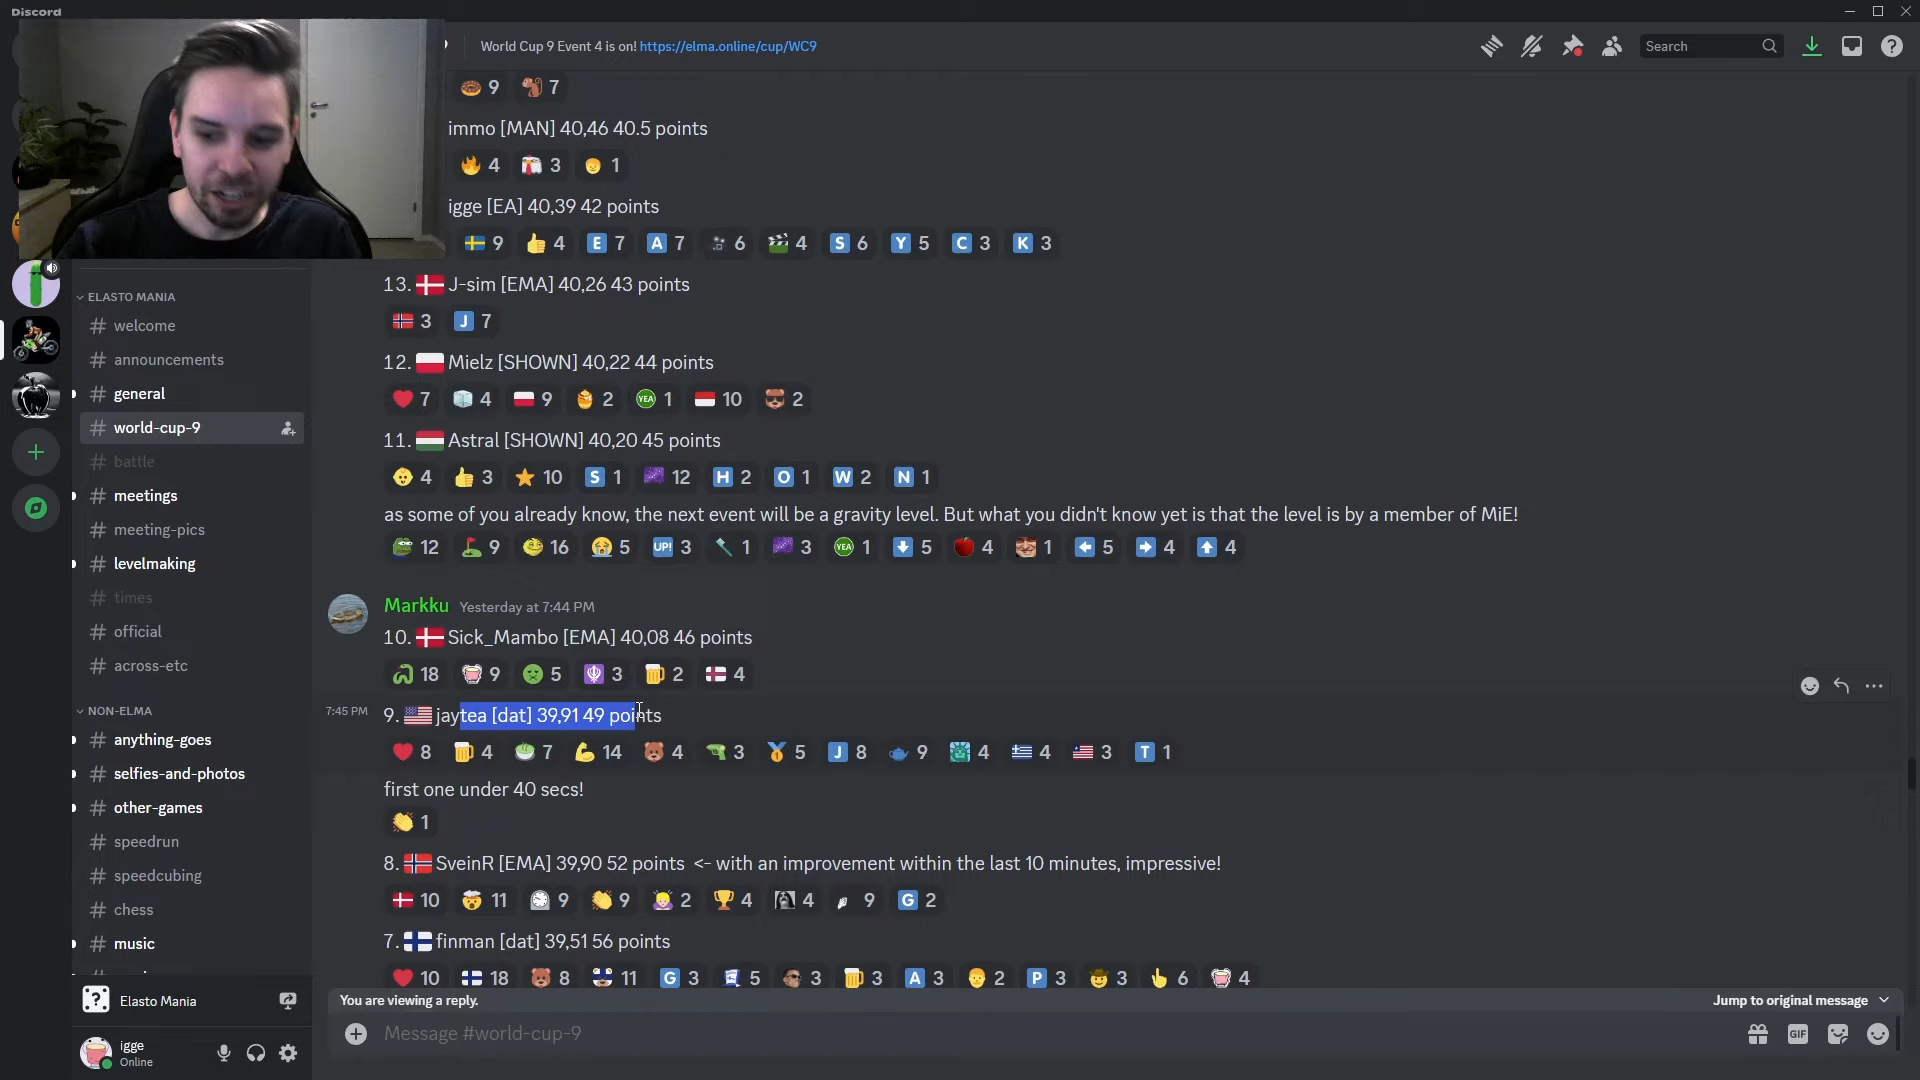 Discord
World Cup 9 Event 4 is on! https://elma.online/cup/WC9
Search
9 7
immo [MAN] 40,46 40.5 points
4 3 1
igge [EA] 40,39 42 points
9 4 E 7 A 7 6 4 S 6 Y 5 C 3 K 3
13. J-sim [EMA] 40,26 43 points
3 J 7
12. Mielz [SHOWN] 40,22 44 points
7 4 9 2 YEA 1 10 2
11. Astral [SHOWN] 40,20 45 points
4 3 10 S 1 12 H 2 O 1 W 2 N 1
as some of you already know, the next event will be a gravity level. But what you didn't know yet is that the level is by a member of MiE!
12 9 16 5 UP! 3 1 3 YEA 1 5 4 1 5 4 4
Markku Yesterday at 7:44 PM
10. Sick_Mambo [EMA] 40,08 46 points
18 9 5 3 2 4
7:45 PM 9. jaytea [dat] 39,91 49 points
8 4 7 14 4 3 5 J 8 9 4 4 3 T 1
first one under 40 secs!
1
8. SveinR [EMA] 39,90 52 points <- with an improvement within the last 10 minutes, impressive!
10 11 9 9 2 4 4 9 G 2
7. finman [dat] 39,51 56 points
10 18 8 11 G 3 5 3 3 A 3 2 P 3 3 6 4
You are viewing a reply.
Jump to original message
Message #world-cup-9
GIF
ELASTO MANIA
welcome
announcements
general
world-cup-9
battle
meetings
meeting-pics
levelmaking
times
official
across-etc
NON-ELMA
anything-goes
selfies-and-photos
other-games
speedrun
speedcubing
chess
music
Elasto Mania
igge
Online